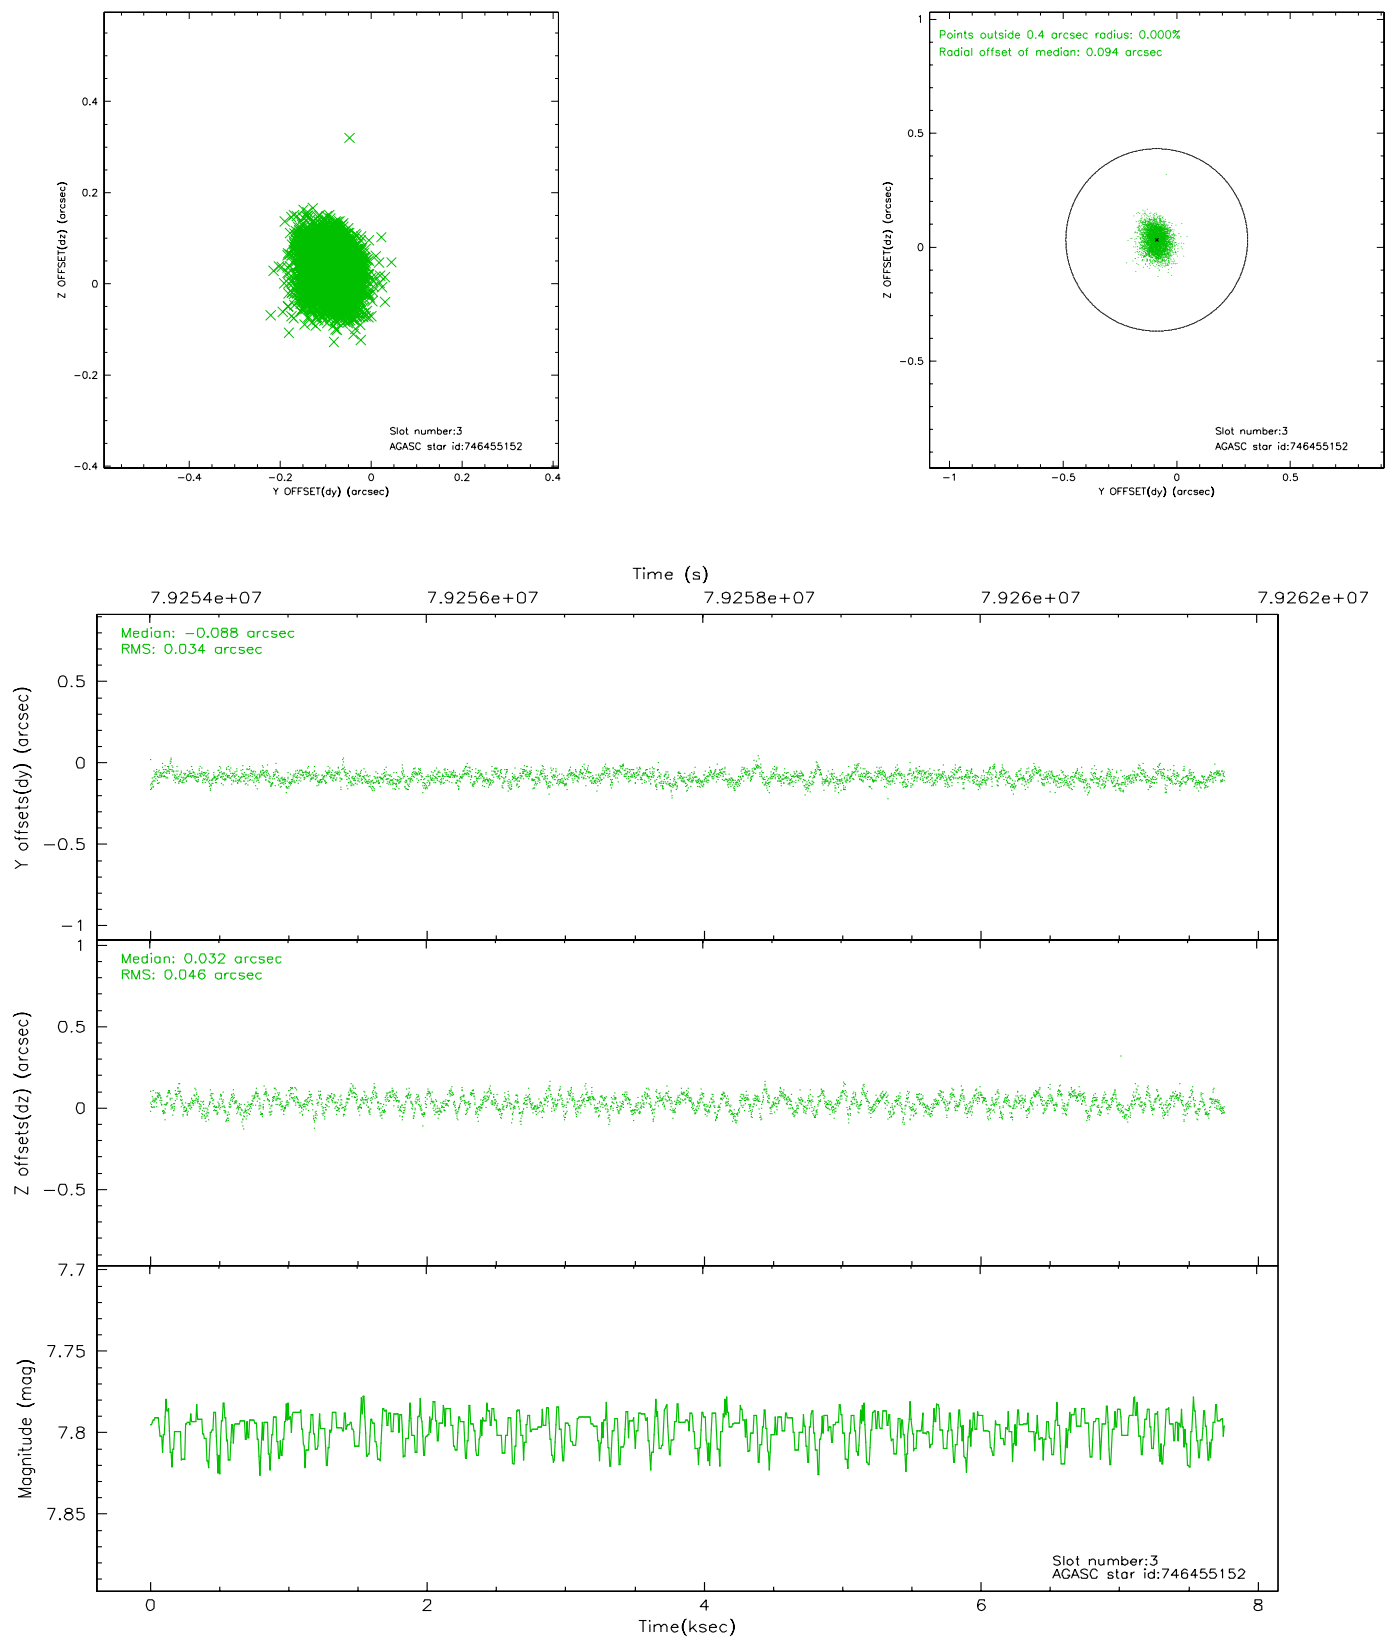 0.4
0.2
0
−0.2
−0.4
Z OFFSET(dz) (arcsec)
Slot number:3
AGASC star id:746455152
−0.4
−0.2
0
0.2
0.4
Y OFFSET(dy) (arcsec)
Points outside 0.4 arcsec radius: 0.000%
Radial offset of median: 0.094 arcsec
1
0.5
0
−0.5
Z OFFSET(dz) (arcsec)
Slot number:3
AGASC star id:746455152
−1
−0.5
0
0.5
Y OFFSET(dy) (arcsec)
Time (s)
7.9254e+07
7.9256e+07
7.9258e+07
7.926e+07
7.9262e+07
Median: −0.088 arcsec
RMS: 0.034 arcsec
0.5
0
−0.5
−1
Y offsets(dy) (arcsec)
Median: 0.032 arcsec
RMS: 0.046 arcsec
1
0.5
0
−0.5
Z offsets(dz) (arcsec)
7.7
7.75
7.8
7.85
Magnitude (mag)
Slot number:3
AGASC star id:746455152
0
2
4
6
8
Time(ksec)